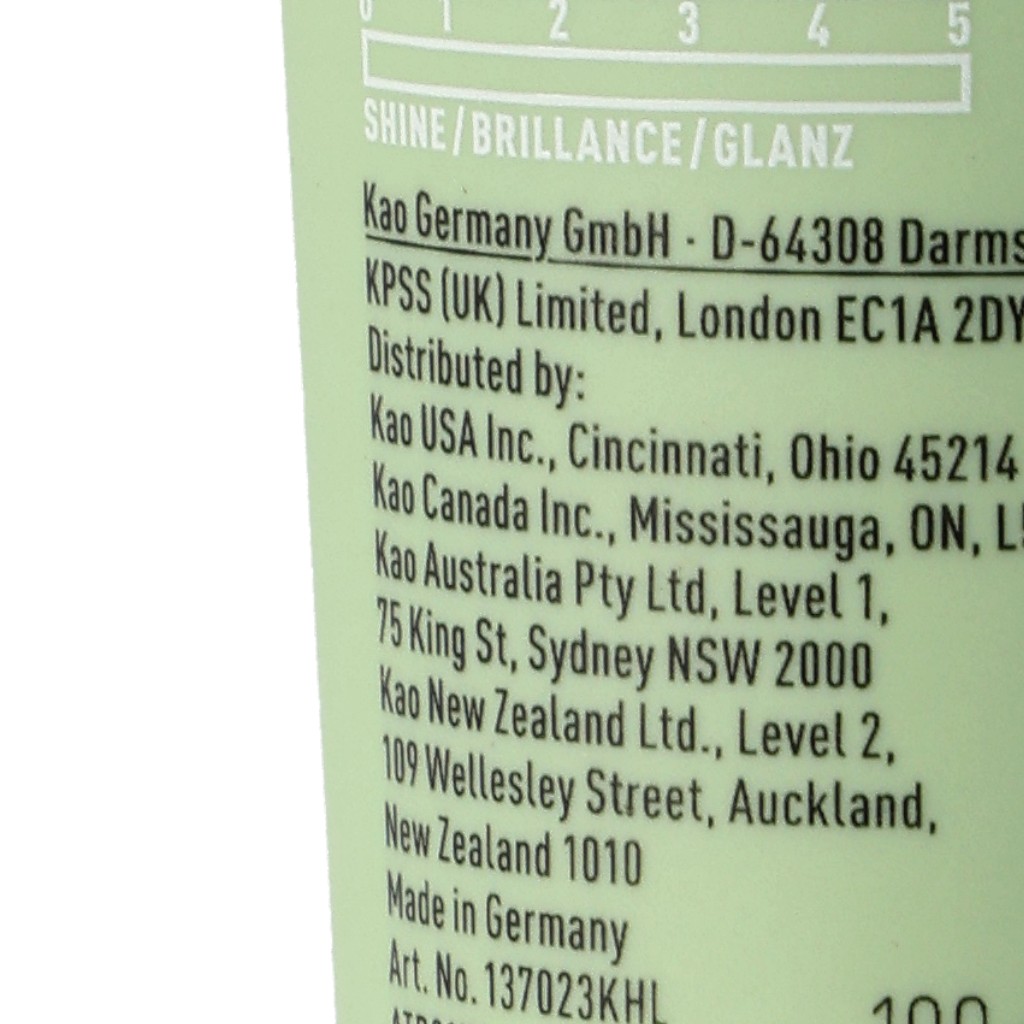 0 1 2 3 4 5
SHINE/BRILLANCE/GLANZ
Kao Germany GmbH · D-64308 Darms
KPSS (UK) Limited, London EC1A 2DY
Distributed by:
Kao USA Inc., Cincinnati, Ohio 45214
Kao Canada Inc., Mississauga, ON,
Kao Australia Pty Ltd, Level 1,
75 King St, Sydney NSW 2000
Kao New Zealand Ltd., Level 2,
109 Wellesley Street, Auckland,
New Zealand 1010
Made in Germany
Art. No. 137023KHL
100